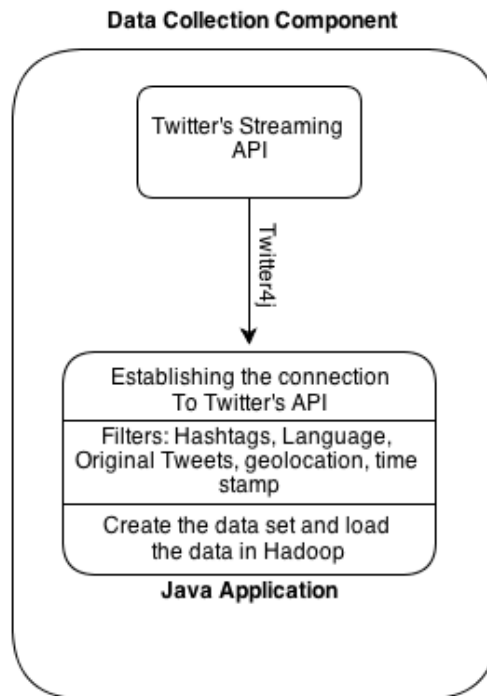 Data Collection Component
Twitter's Streaming
API
Twitter4j
Establishing the connection
To Twitter's API
Filters: Hashtags, Language,
Original Tweets, geolocation, time
stamp
Create the data set and load
the data in Hadoop
Java Application